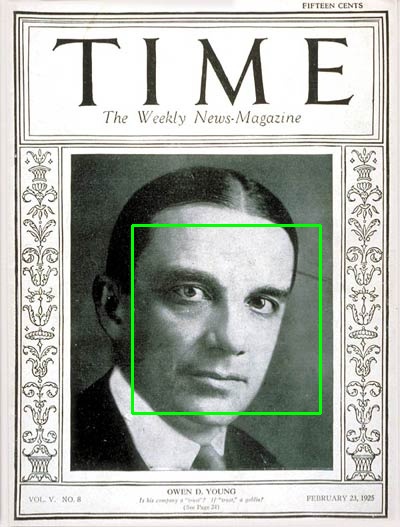 FIFTEEN CENTS
TIME
The Weekly News-Magazine
OWEN D. YOUNG
VOL. V. NO. 8
Is his company a "trust"? If "trust," a goblin?
FEBRUARY 23, 1925
(See Page 21)